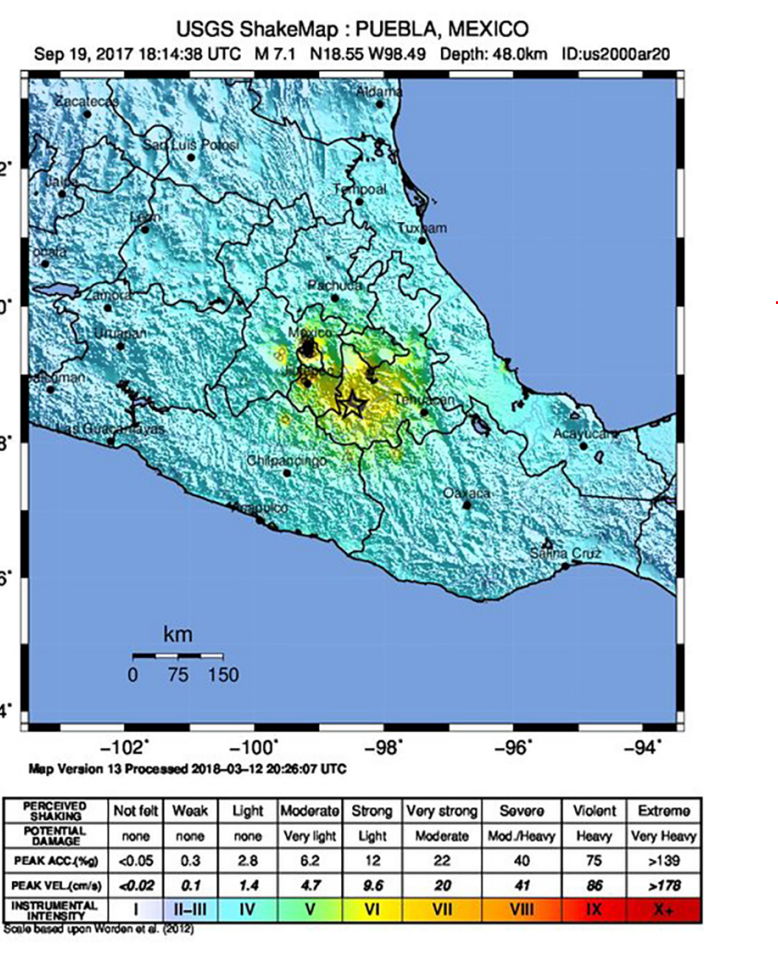 USGS ShakeMap : PUEBLA, MEXICO
Sep 19, 2017 18:14:38 UTC M 7.1 N18.55 W98.49 Depth: 48.0km ID:us2000ar20
Aldama
Zacatecas
San Luis Potosi
2°
Jalpa
Tempoal
Leon
Tuxpam
Pachuca
Zamora
0°
Mexico
Uruapan
Tehuacan
Las Guacamayas
Acayucan
8°
Chilpancingo
Oaxaca
Acapulco
Salina Cruz
6°
km
0 75 150
4°
−102° −100° −98° −96° −94°
Map Version 13 Processed 2018−03−12 20:26:07 UTC
PERCEIVED SHAKING Not felt Weak Light Moderate Strong Very strong Severe Violent Extreme
POTENTIAL DAMAGE none none none Very light Light Moderate Mod./Heavy Heavy Very Heavy
PEAK ACC.(%g) <0.05 0.3 2.8 6.2 12 22 40 75 >139
PEAK VEL.(cm/s) <0.02 0.1 1.4 4.7 9.6 20 41 86 >178
INSTRUMENTAL INTENSITY I II−III IV V VI VII VIII IX X+
Scale based upon Worden et al. (2012)